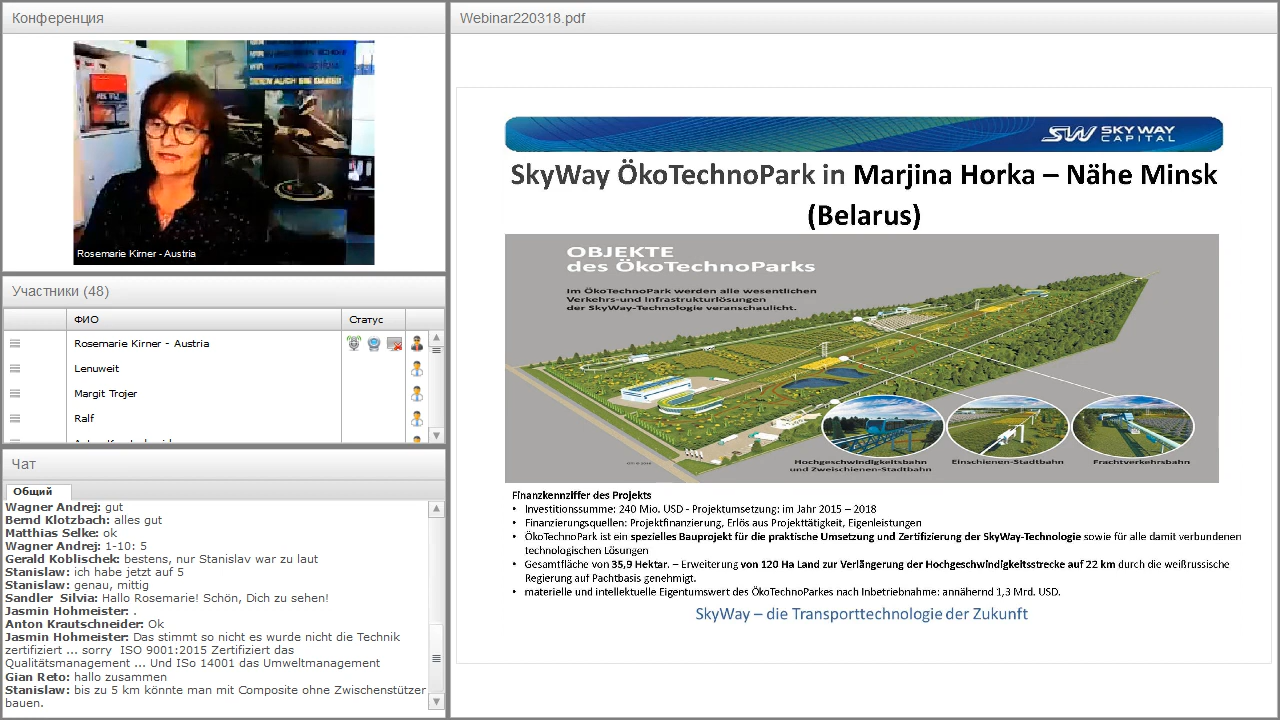 Конференция
Rosemarie Kirner - Austria
Участники (48)
ФИО
Статус
Rosemarie Kirner - Austria
Lenuweit
Margit Trojer
Ralf
Чат
Общий
Wagner Andrej: gut
Bernd Klotzbach: alles gut
Matthias Selke: ok
Wagner Andrej: 1-10: 5
Gerald Koblischek: bestens, nur Stanislav war zu laut
Stanislaw: ich habe jetzt auf 5
Stanislaw: genau, mittig
Sandler Silvia: Hallo Rosemarie! Schön, Dich zu sehen!
Jasmin Hohmeister: .
Anton Krautschneider: Ok
Jasmin Hohmeister: Das stimmt so nicht es wurde nicht die Technik
zertifiziert ... sorry ISO 9001:2015 Zertifiziert das
Qualitätsmanagement ... Und iSo 14001 das Umweltmanagement
Gian Reto: hallo zusammen
Stanislaw: bis zu 5 km könnte man mit Composite ohne Zwischenstützer
bauen.
Webinar220318.pdf
SW SKY WAY
CAPITAL
SkyWay ÖkoTechnoPark in Marjina Horka – Nähe Minsk
(Belarus)
OBJEKTE
des ÖkoTechnoParks
Im ÖkoTechnoPark werden alle wesentlichen
Verkehrs-und Infrastrukturlösungen
der SkyWay-Technologie veranschaulicht.
Hochgeschwindigkeitsbahn
und Zweischienen-Stadtbahn
Einschienen-Stadtbahn
Frachtverkehrsbahn
Finanzkennziffer des Projekts
• Investitionssumme: 240 Mio. USD - Projektumsetzung: im Jahr 2015 – 2018
• Finanzierungsquellen: Projektfinanzierung, Erlös aus Projekttätigkeit, Eigenleistungen
• ÖkoTechnoPark ist ein spezielles Bauprojekt für die praktische Umsetzung und Zertifizierung der SkyWay-Technologie sowie für alle damit verbundenen
technologischen Lösungen
• Gesamtfläche von 35,9 Hektar. – Erweiterung von 120 Ha Land zur Verlängerung der Hochgeschwindigkeitsstrecke auf 22 km durch die weißrussische
Regierung auf Pachtbasis genehmigt.
• materielle und intellektuelle Eigentumswert des ÖkoTechnoParkes nach Inbetriebnahme: annähernd 1,3 Mrd. USD.
SkyWay – die Transporttechnologie der Zukunft